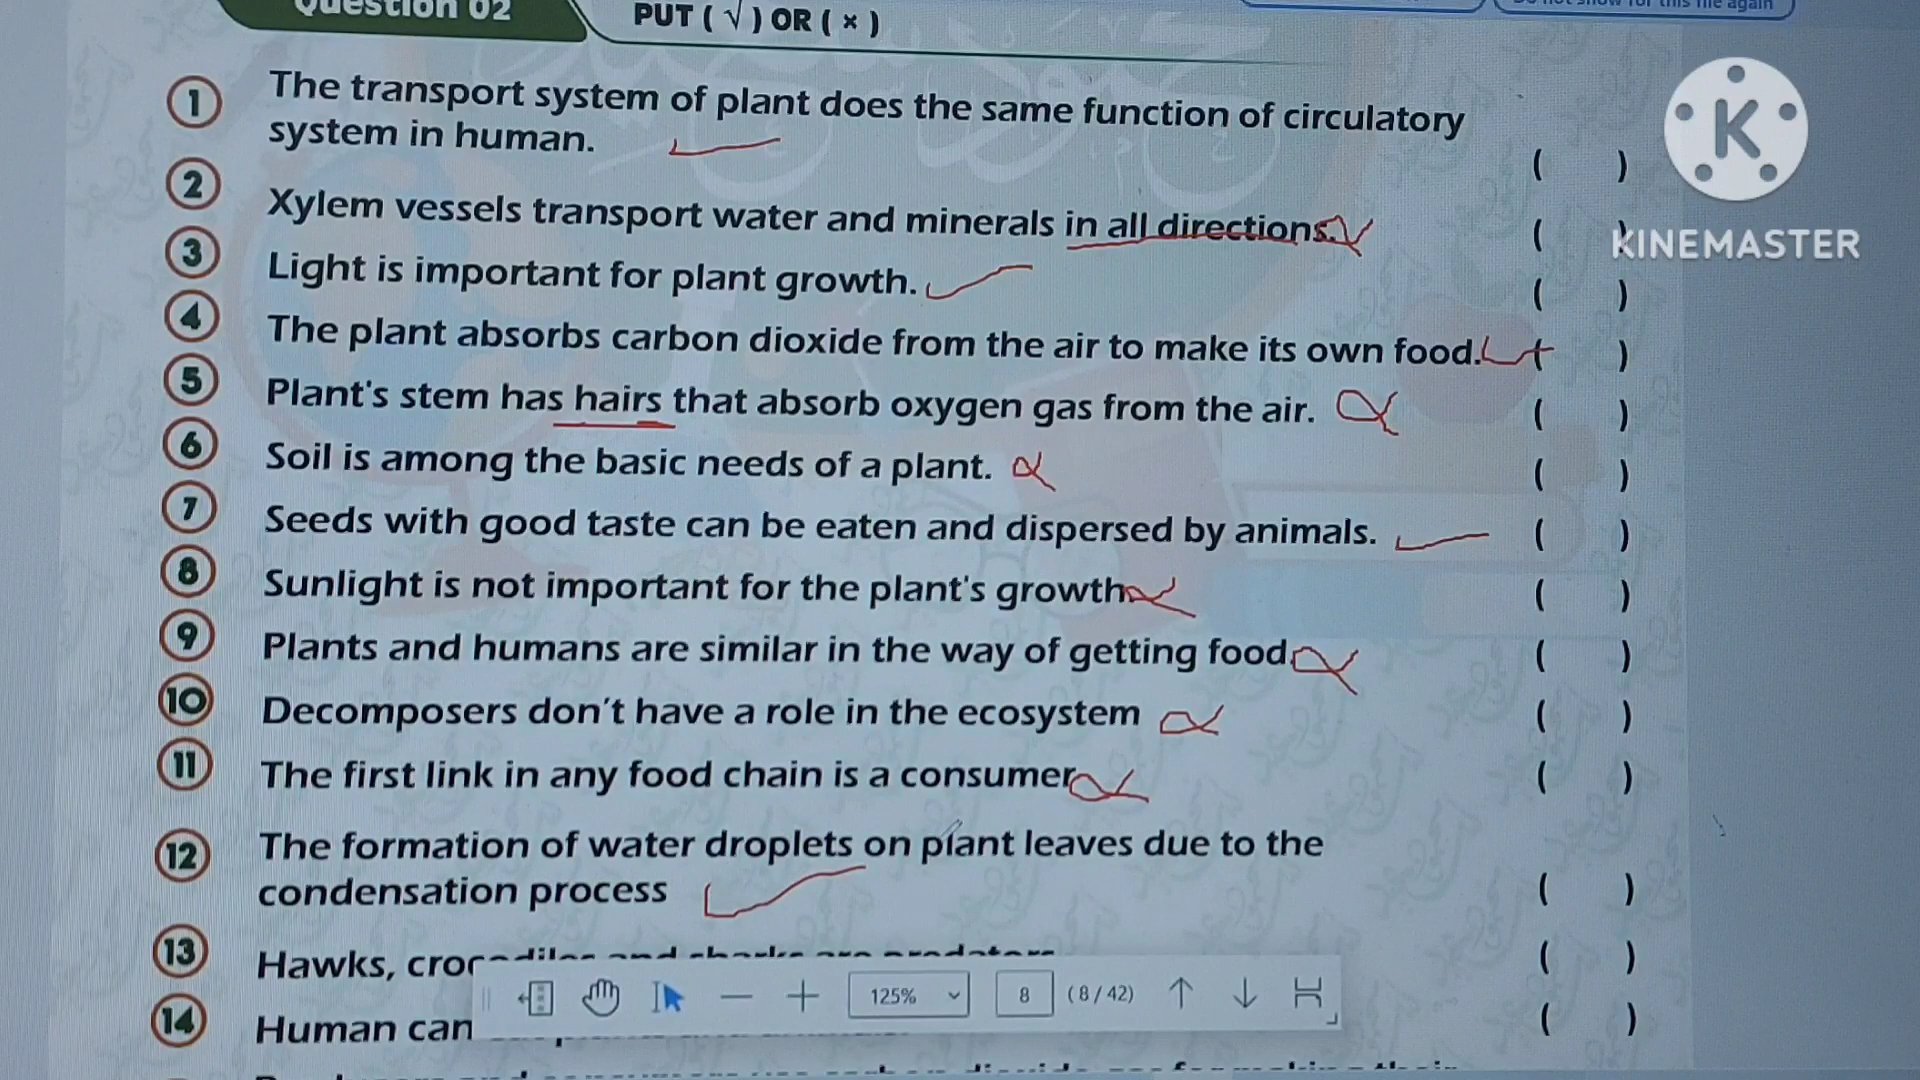 Question 02
PUT ( √ ) OR ( × )
1 The transport system of plant does the same function of circulatory
system in human. ( )
2 Xylem vessels transport water and minerals in all directions. ( )
3 Light is important for plant growth. ( )
4 The plant absorbs carbon dioxide from the air to make its own food. ( )
5 Plant's stem has hairs that absorb oxygen gas from the air. ( )
6 Soil is among the basic needs of a plant. ( )
7 Seeds with good taste can be eaten and dispersed by animals. ( )
8 Sunlight is not important for the plant's growth. ( )
9 Plants and humans are similar in the way of getting food. ( )
10 Decomposers don't have a role in the ecosystem ( )
11 The first link in any food chain is a consumer ( )
12 The formation of water droplets on plant leaves due to the
condensation process ( )
13 Hawks, crocodiles and sharks are predators ( )
14 Human can ( )
125% 8 (8/42)
K
KINEMASTER